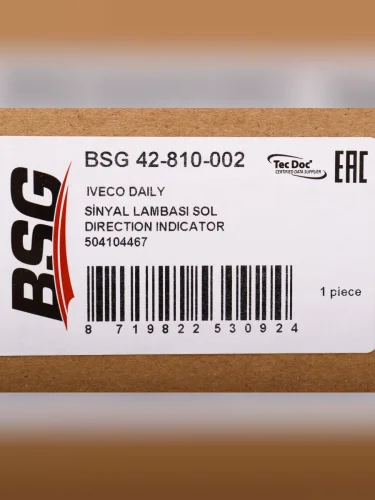 BSG
BSG 42-810-002
TecDoc
CERTIFIED DATA SUPPLIER
EAC
IVECO DAILY
SİNYAL LAMBASI SOL
DIRECTION INDICATOR
504104467
8 719822 530924
1 piece